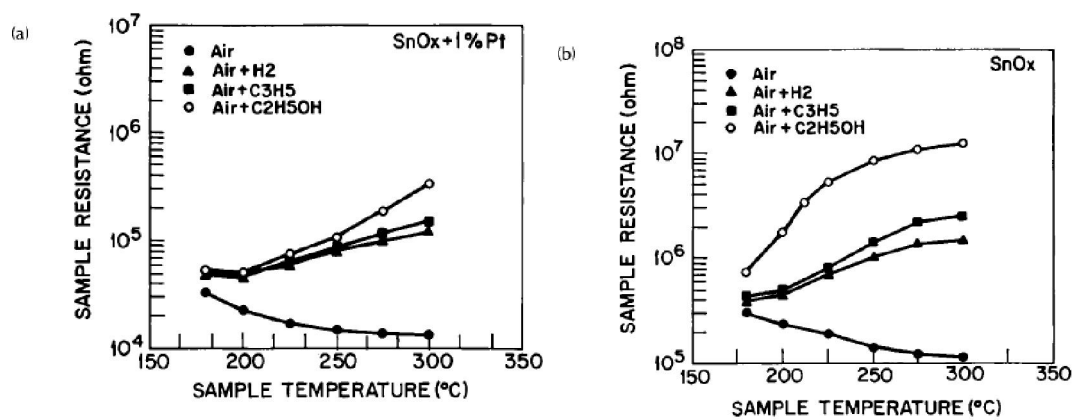 (a)
SAMPLE RESISTANCE (ohm)
10^7
10^6
10^5
10^4
SnOx+1%Pt
Air
Air+H2
Air+C3H5
Air+C2H5OH
150 200 250 300 350
SAMPLE TEMPERATURE (°C)
(b)
SAMPLE RESISTANCE (ohm)
10^8
10^7
10^6
10^5
SnOx
Air
Air+H2
Air+C3H5
Air+C2H5OH
150 200 250 300 350
SAMPLE TEMPERATURE (°C)